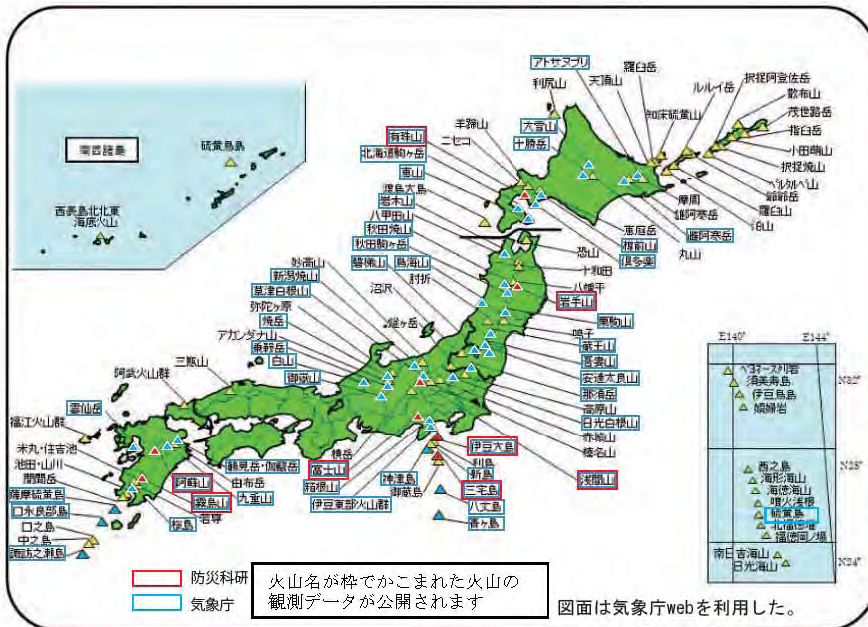 南西諸島
硫黄鳥島
西表島北北東
海底火山
アトサヌプリ
羅臼岳
天頂山
利尻山
ルルイ岳
択捉阿登佐岳
散布山
茂世路岳
知床硫黄山
指臼岳
小田萌山
択捉焼山
羅臼山
泊山
羊蹄山
大雪山
有珠山
ニセコ
十勝岳
北海道駒ヶ岳
恵山
渡島大島
岩木山
八甲田山
秋田焼山
秋田駒ヶ岳
摩周
雄阿寒岳
雌阿寒岳
丸山
恵庭岳
樽前山
倶多楽
恐山
十和田
八幡平
岩手山
栗駒山
鳴子
蔵王山
吾妻山
安達太良山
那須岳
高原山
日光白根山
赤城山
榛名山
浅間山
磐梯山
鳥海山
肘折
沼沢
燧ヶ岳
妙高山
新潟焼山
草津白根山
弥陀ヶ原
焼岳
アカンダナ山
乗鞍岳
白山
御嶽山
三瓶山
阿武火山群
雲仙岳
福江火山群
米丸・住吉池
池田・山川
開聞岳
薩摩硫黄島
口永良部島
口之島
中之島
諏訪之瀬島
阿蘇山
霧島山
若尊
桜島
鶴見岳・伽藍岳
由布岳
九重山
横岳
富士山
箱根山
伊豆東部火山群
神津島
御蔵島
伊豆大島
利島
新島
三宅島
八丈島
青ヶ島
E140°
E144°
N32°
N28°
N24°
ベヨネース列岩
須美寿島
伊豆鳥島
孀婦岩
西之島
海形海山
海徳海山
噴火浅根
硫黄島
北福徳堆
福徳岡ノ場
南日吉海山
日光海山
防災科研
気象庁
火山名が枠でかこまれた火山の
観測データが公開されます
図面は気象庁webを利用した。